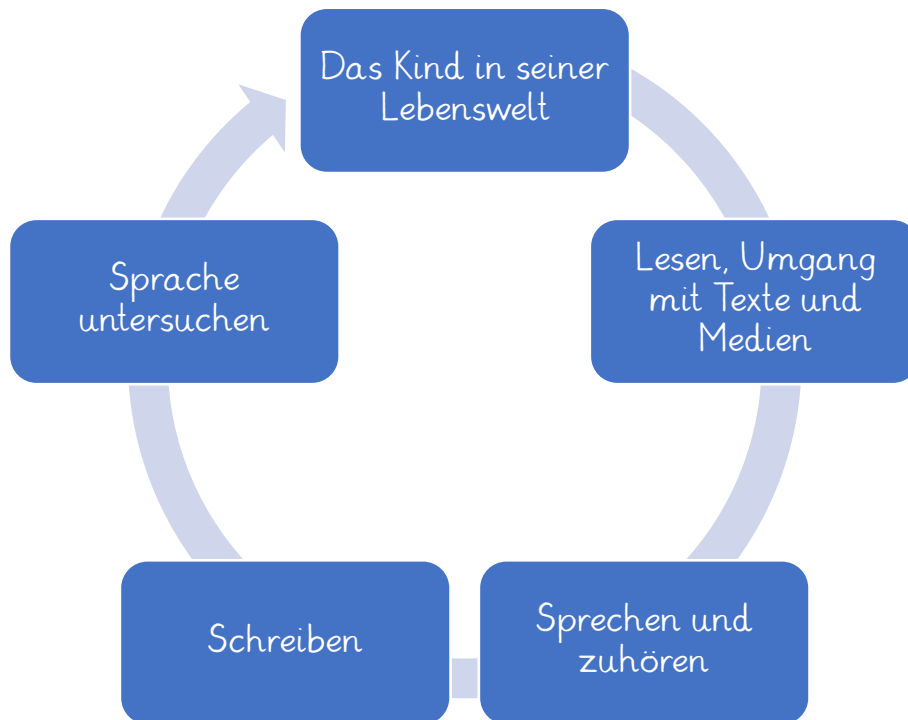 Das Kind in seiner
Lebenswelt
Lesen, Umgang
mit Texte und
Medien
Sprechen und
zuhören
Schreiben
Sprache
untersuchen